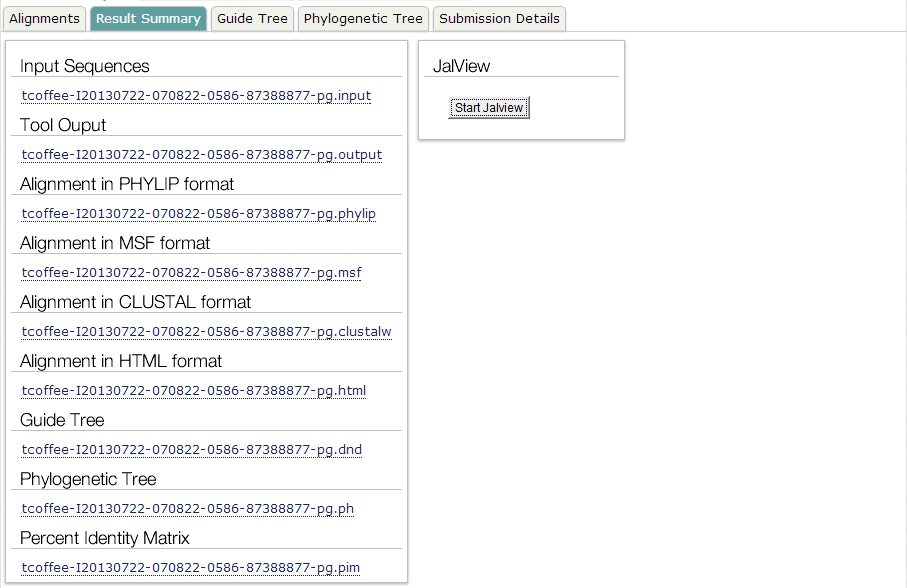 Alignments
Result Summary
Guide Tree
Phylogenetic Tree
Submission Details
Input Sequences
tcoffee-I20130722-070822-0586-87388877-pg.input
Tool Ouput
tcoffee-I20130722-070822-0586-87388877-pg.output
Alignment in PHYLIP format
tcoffee-I20130722-070822-0586-87388877-pg.phylip
Alignment in MSF format
tcoffee-I20130722-070822-0586-87388877-pg.msf
Alignment in CLUSTAL format
tcoffee-I20130722-070822-0586-87388877-pg.clustalw
Alignment in HTML format
tcoffee-I20130722-070822-0586-87388877-pg.html
Guide Tree
tcoffee-I20130722-070822-0586-87388877-pg.dnd
Phylogenetic Tree
tcoffee-I20130722-070822-0586-87388877-pg.ph
Percent Identity Matrix
tcoffee-I20130722-070822-0586-87388877-pg.pim
JalView
Start Jalview